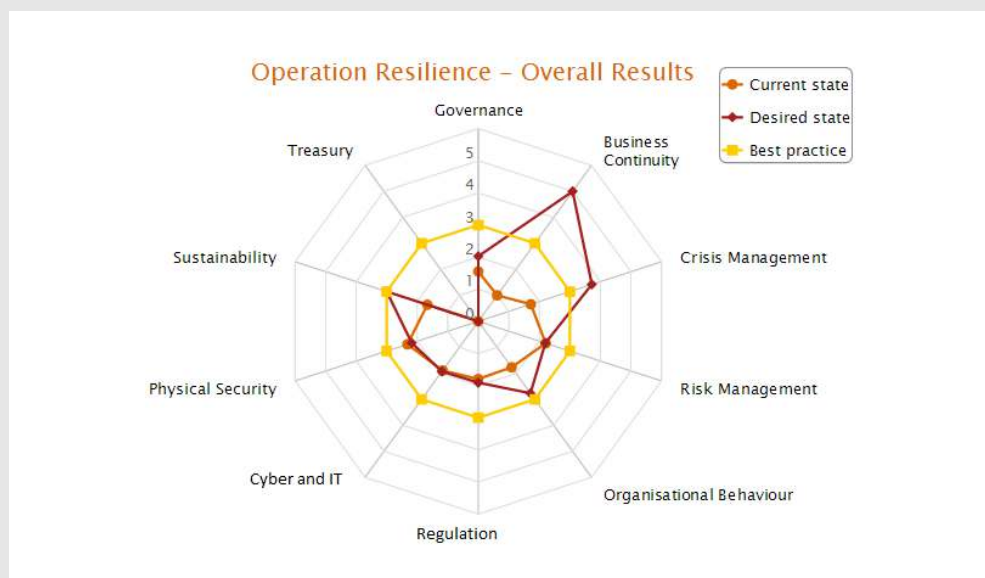 Operation Resilience – Overall Results
Current state
Desired state
Best practice
Governance
Business
Continuity
Crisis Management
Risk Management
Organisational Behaviour
Regulation
Cyber and IT
Physical Security
Sustainability
Treasury
5
4
3
2
1
0